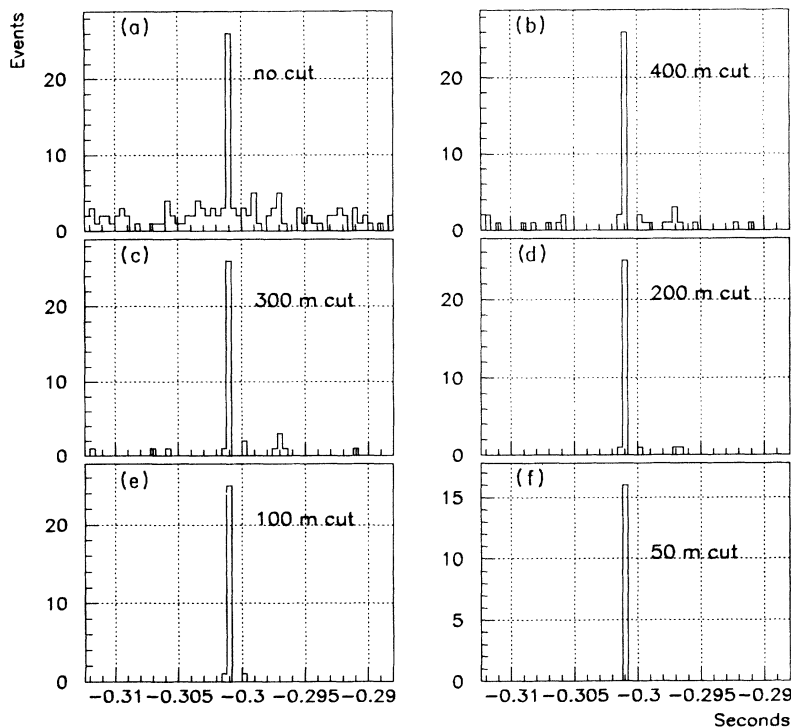 Events
(a)
no cut
20
10
0
(b)
400 m cut
20
10
0
(c)
300 m cut
20
10
0
(d)
200 m cut
20
10
0
(e)
100 m cut
20
10
0
(f)
50 m cut
15
10
5
0
-0.31 -0.305 -0.3 -0.295 -0.29
-0.31 -0.305 -0.3 -0.295 -0.29
Seconds